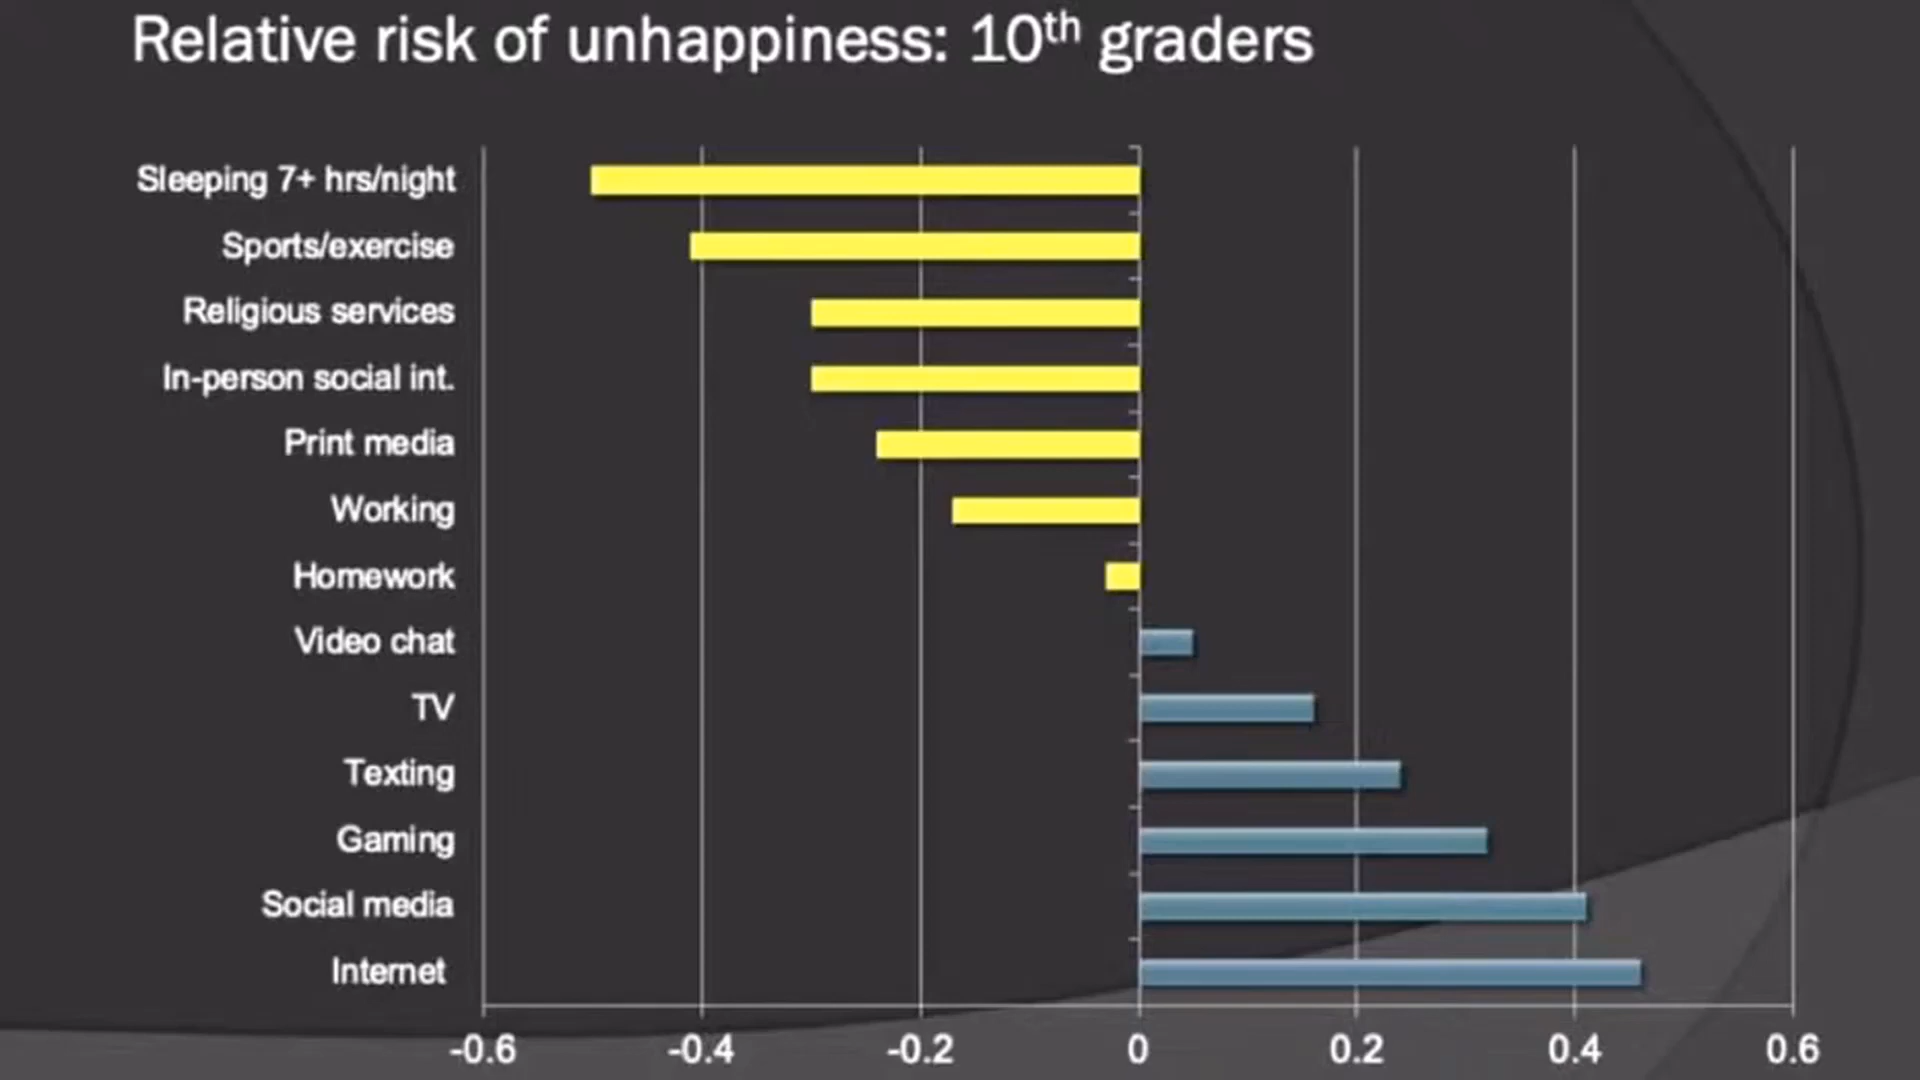 Relative risk of unhappiness: 10th graders
Sleeping 7+ hrs/night
Sports/exercise
Religious services
In-person social int.
Print media
Working
Homework
Video chat
TV
Texting
Gaming
Social media
Internet
-0.6 -0.4 -0.2 0 0.2 0.4 0.6